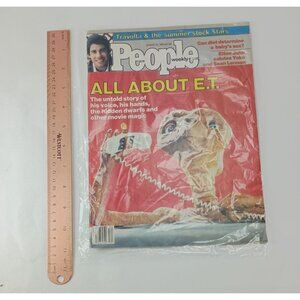 Travolta & the summer stock Stars
People
weekly
Can diet determine
a baby's sex?
Elton John
salutes Yoko
& Sean Lennon
ALL ABOUT E.T.
The untold story of
his voice, his hands,
the hidden dwarfs and
other movie magic
WESTCOTT